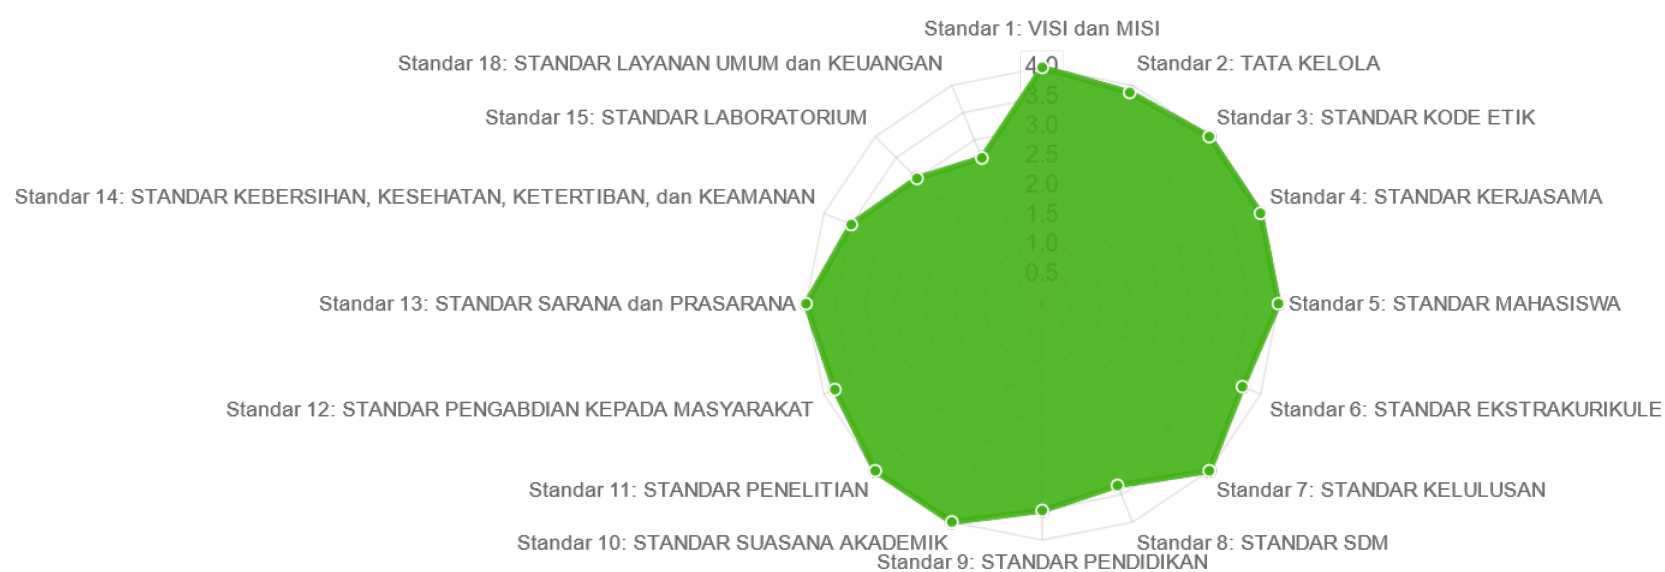 Standar 1: VISI dan MISI
Standar 18: STANDAR LAYANAN UMUM dan KEUANGAN
Standar 2: TATA KELOLA
4.0
3.5
Standar 15: STANDAR LABORATORIUM
Standar 3: STANDAR KODE ETIK
3.0
2.5
2.0
Standar 14: STANDAR KEBERSIHAN, KESEHATAN, KETERTIBAN, dan KEAMANAN
Standar 4: STANDAR KERJASAMA
1.5
1.0
0.5
Standar 13: STANDAR SARANA dan PRASARANA
Standar 5: STANDAR MAHASISWA
Standar 12: STANDAR PENGABDIAN KEPADA MASYARAKAT
Standar 6: STANDAR EKSTRAKURIKULE
Standar 11: STANDAR PENELITIAN
Standar 7: STANDAR KELULUSAN
Standar 10: STANDAR SUASANA AKADEMIK
Standar 8: STANDAR SDM
Standar 9: STANDAR PENDIDIKAN